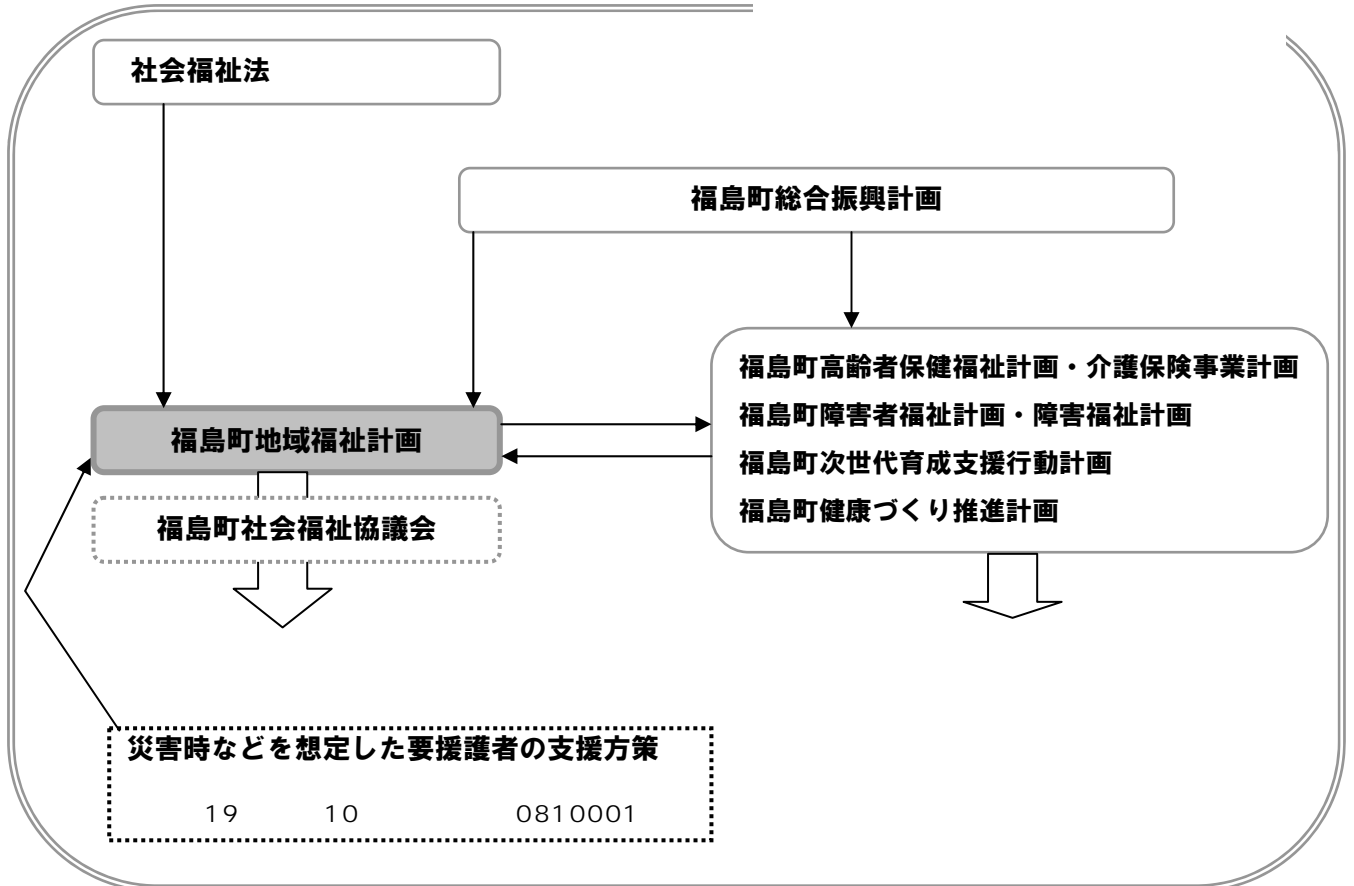 社会福祉法
福島町総合振興計画
福島町高齢者保健福祉計画・介護保険事業計画
福島町障害者福祉計画・障害福祉計画
福島町次世代育成支援行動計画
福島町健康づくり推進計画
福島町地域福祉計画
福島町社会福祉協議会
災害時などを想定した要援護者の支援方策
19 10 0810001